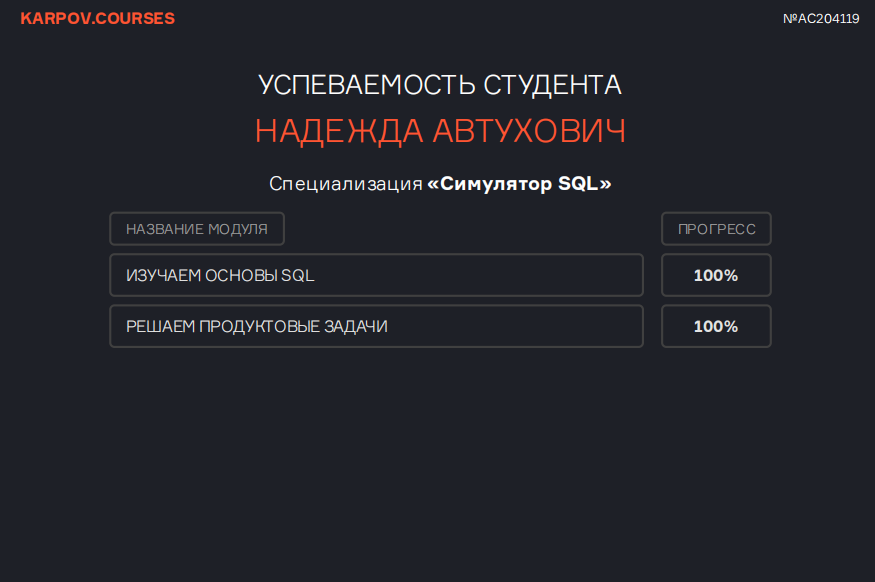 KARPOV.COURSES
№AC204119
УСПЕВАЕМОСТЬ СТУДЕНТА
НАДЕЖДА АВТУХОВИЧ
Специализация «Симулятор SQL»
НАЗВАНИЕ МОДУЛЯ
ПРОГРЕСС
ИЗУЧАЕМ ОСНОВЫ SQL
100%
РЕШАЕМ ПРОДУКТОВЫЕ ЗАДАЧИ
100%